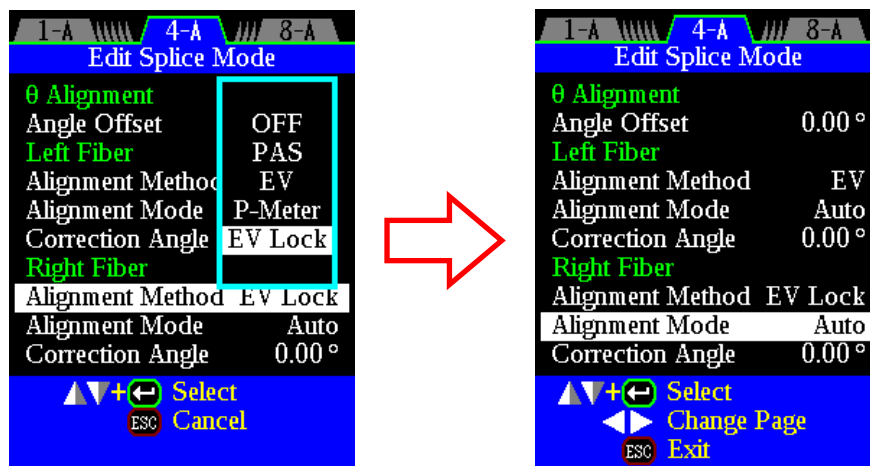 1-A 4-A 8-A
Edit Splice Mode
θ Alignment
Angle Offset OFF
Left Fiber PAS
Alignment Method EV
Alignment Mode P-Meter
Correction Angle EV Lock
Right Fiber
Alignment Method EV Lock
Alignment Mode Auto
Correction Angle 0.00 °
+ Select
ESC Cancel
1-A 4-A 8-A
Edit Splice Mode
θ Alignment
Angle Offset 0.00 °
Left Fiber
Alignment Method EV
Alignment Mode Auto
Correction Angle 0.00 °
Right Fiber
Alignment Method EV Lock
Alignment Mode Auto
Correction Angle 0.00 °
+ Select
Change Page
ESC Exit